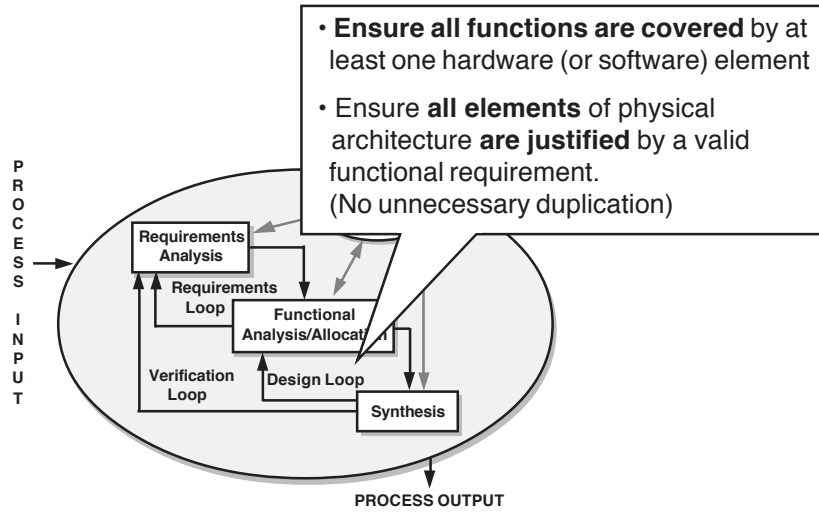 • Ensure all functions are covered by at
least one hardware (or software) element
• Ensure all elements of physical
architecture are justified by a valid
functional requirement.
(No unnecessary duplication)
PROCESS INPUT
Requirements
Analysis
Requirements
Loop
Functional
Analysis/Allocation
Verification
Loop
Design Loop
Synthesis
PROCESS OUTPUT